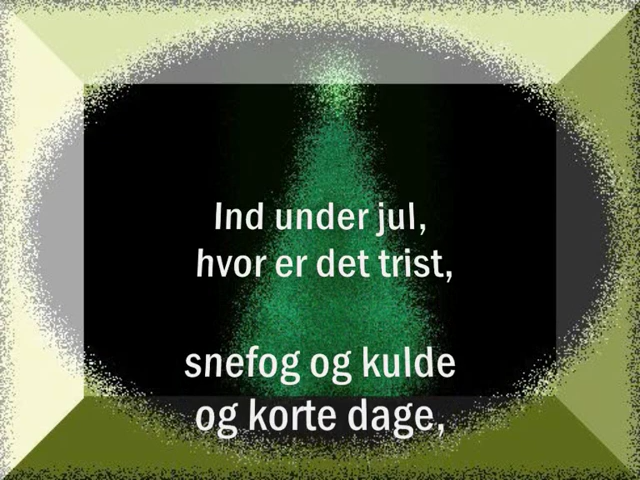 Ind under jul,
hvor er det trist,
snefog og kulde
og korte dage,